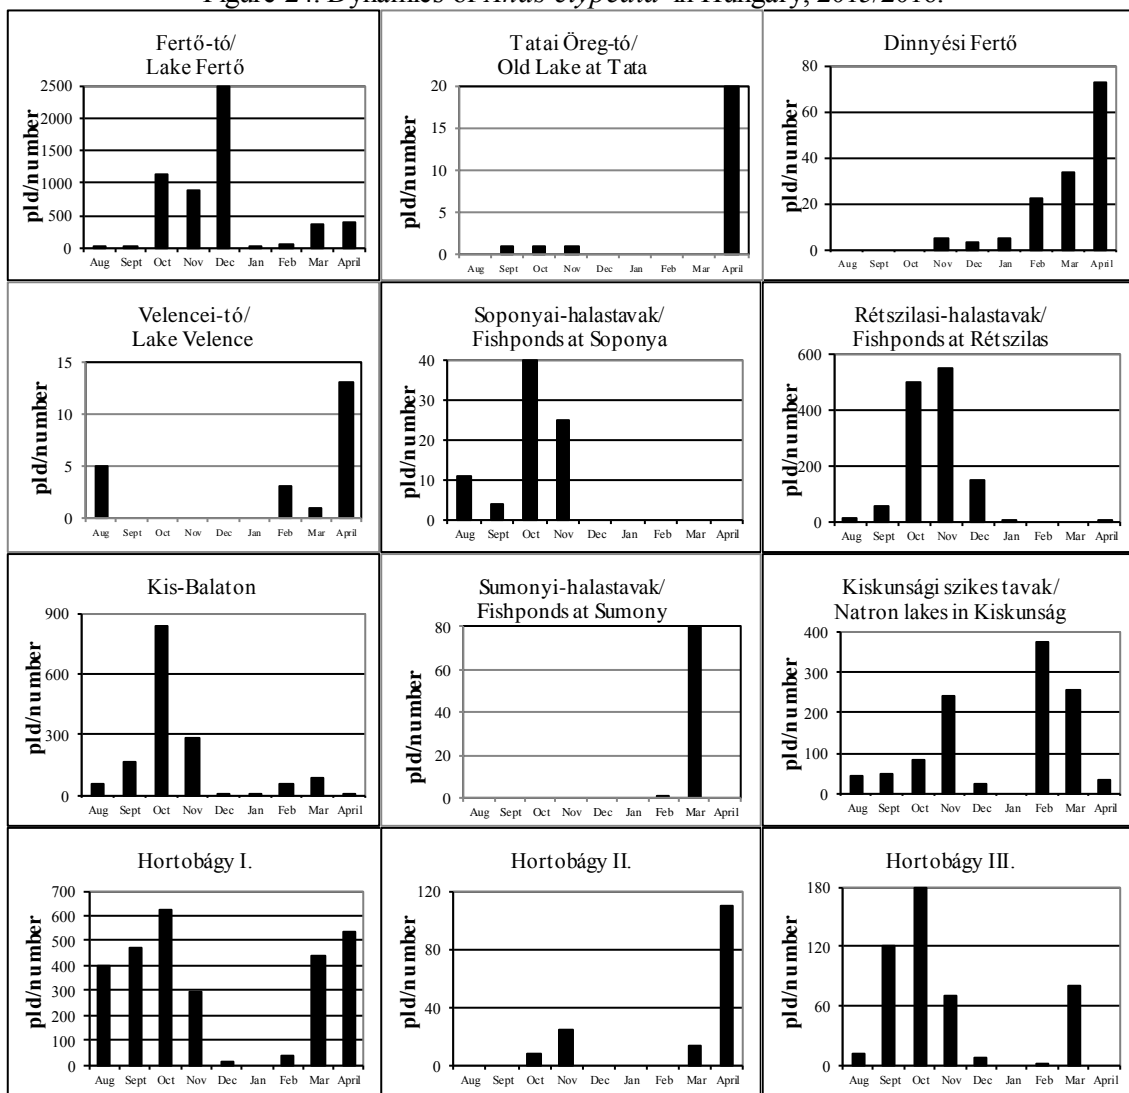 Figure 24. Dynamics of Anas clypeata in Hungary, 2015/2016.
Fertő-tó/
Lake Fertő
pld/number
2500
2000
1500
1000
500
0
Aug Sept Oct Nov Dec Jan Feb Mar April
Tatai Öreg-tó/
Old Lake at Tata
pld/number
20
15
10
5
0
Aug Sept Oct Nov Dec Jan Feb Mar April
Dinnyési Fertő
pld/number
80
60
40
20
0
Aug Sept Oct Nov Dec Jan Feb Mar April
Velencei-tó/
Lake Velence
pld/number
15
10
5
0
Aug Sept Oct Nov Dec Jan Feb Mar April
Soponyai-halastavak/
Fishponds at Soponya
pld/number
40
30
20
10
0
Aug Sept Oct Nov Dec Jan Feb Mar April
Rétszilasi-halastavak/
Fishponds at Rétszilas
pld/number
600
400
200
0
Aug Sept Oct Nov Dec Jan Feb Mar April
Kis-Balaton
pld/number
900
600
300
0
Aug Sept Oct Nov Dec Jan Feb Mar April
Sumonyi-halastavak/
Fishponds at Sumony
pld/number
80
60
40
20
0
Aug Sept Oct Nov Dec Jan Feb Mar April
Kiskunsági szikes tavak/
Natron lakes in Kiskunság
pld/number
400
300
200
100
0
Aug Sept Oct Nov Dec Jan Feb Mar April
Hortobágy I.
pld/number
700
600
500
400
300
200
100
0
Aug Sept Oct Nov Dec Jan Feb Mar April
Hortobágy II.
pld/number
120
80
40
0
Aug Sept Oct Nov Dec Jan Feb Mar April
Hortobágy III.
pld/number
180
120
60
0
Aug Sept Oct Nov Dec Jan Feb Mar April